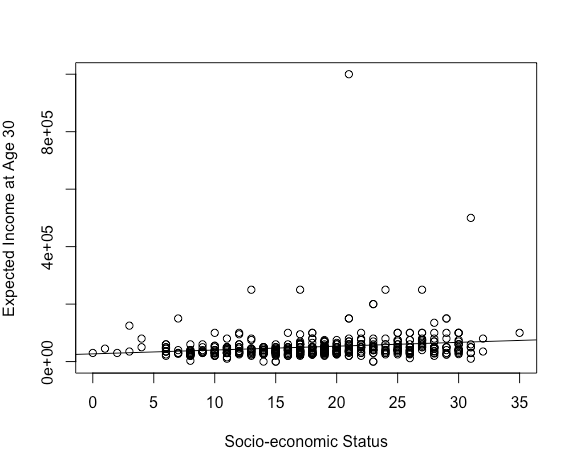 Expected Income at Age 30
8e+05
4e+05
0e+00
0 5 10 15 20 25 30 35
Socio-economic Status